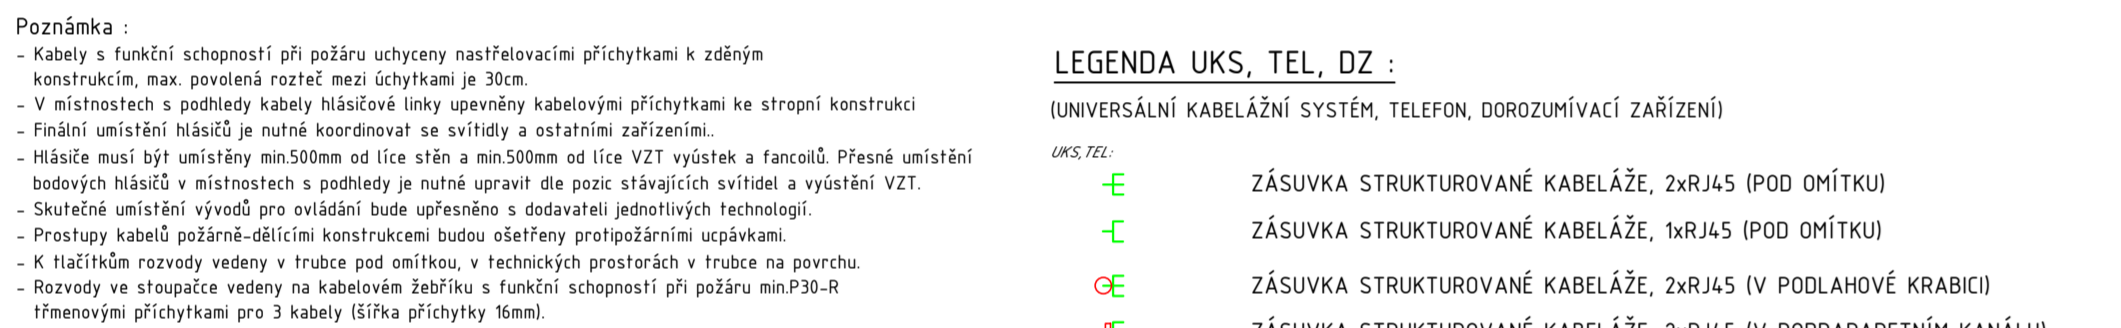 Poznámka :
- Kabely s funkční schopností při požáru uchyceny nastřelovacími příchytkami k zděným
konstrukcím, max. povolená rozteč mezi úchytkami je 30cm.
- V místnostech s podhledy kabely hlásičové linky upevněny kabelovými příchytkami ke stropní konstrukci
- Finální umístění hlásičů je nutné koordinovat se svítidly a ostatními zařízeními..
- Hlásiče musí být umístěny min.500mm od líce stěn a min.500mm od líce VZT vyústek a fancoilů. Přesné umístění
bodových hlásičů v místnostech s podhledy je nutné upravit dle pozic stávajících svítidel a vyústění VZT.
- Skutečné umístění vývodů pro ovládání bude upřesněno s dodavateli jednotlivých technologií.
- Prostupy kabelů požárně-dělícími konstrukcemi budou ošetřeny protipožárními ucpávkami.
- K tlačítkům rozvody vedeny v trubce pod omítkou, v technických prostorách v trubce na povrchu.
- Rozvody ve stoupačce vedeny na kabelovém žebříku s funkční schopností při požáru min.P30-R
třmenovými příchytkami pro 3 kabely (šířka příchytky 16mm).
LEGENDA UKS, TEL, DZ :
(UNIVERSÁLNÍ KABELÁŽNÍ SYSTÉM, TELEFON, DOROZUMÍVACÍ ZAŘÍZENÍ)
UKS, TEL:
ZÁSUVKA STRUKTUROVANÉ KABELÁŽE, 2xRJ45 (POD OMÍTKU)
ZÁSUVKA STRUKTUROVANÉ KABELÁŽE, 1xRJ45 (POD OMÍTKU)
ZÁSUVKA STRUKTUROVANÉ KABELÁŽE, 2xRJ45 (V PODLAHOVÉ KRABICI)